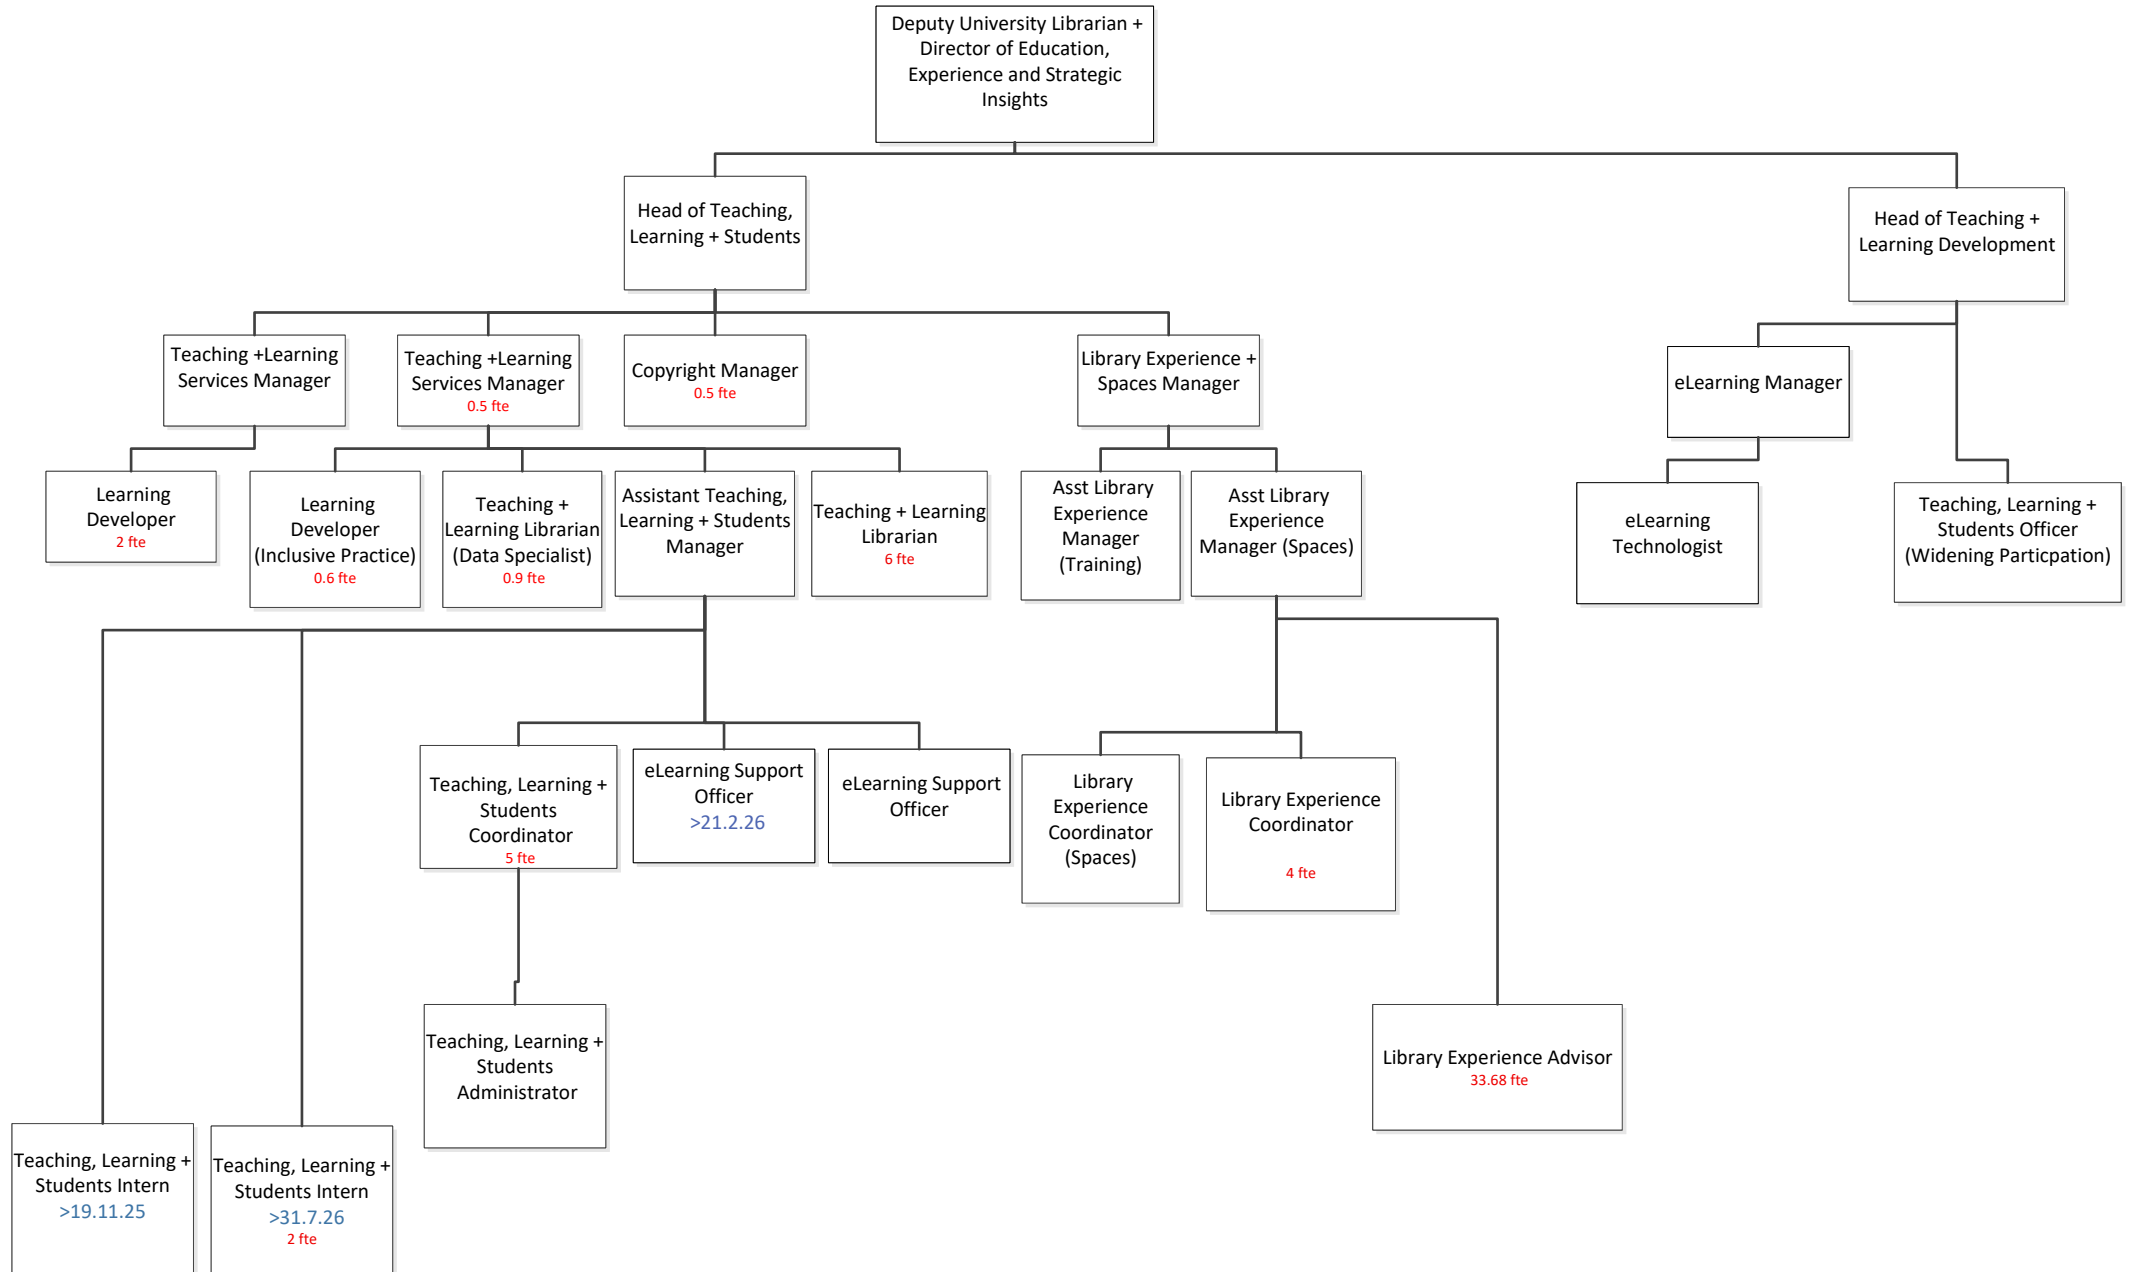 Deputy University Librarian +
Director of Education,
Experience and Strategic
Insights
Head of Teaching,
Learning + Students
Head of Teaching +
Learning Development
Teaching +Learning
Services Manager
Teaching +Learning
Services Manager
0.5 fte
Copyright Manager
0.5 fte
Library Experience +
Spaces Manager
eLearning Manager
Learning
Developer
2 fte
Learning
Developer
(Inclusive Practice)
0.6 fte
Teaching +
Learning Librarian
(Data Specialist)
0.9 fte
Assistant Teaching,
Learning + Students
Manager
Teaching + Learning
Librarian
6 fte
Asst Library
Experience
Manager
(Training)
Asst Library
Experience
Manager (Spaces)
eLearning
Technologist
Teaching, Learning +
Students Officer
(Widening Particpation)
Teaching, Learning +
Students
Coordinator
5 fte
eLearning Support
Officer
>21.2.26
eLearning Support
Officer
Library
Experience
Coordinator
(Spaces)
Library Experience
Coordinator
4 fte
Teaching, Learning +
Students
Administrator
Library Experience Advisor
33.68 fte
Teaching, Learning +
Students Intern
>19.11.25
Teaching, Learning +
Students Intern
>31.7.26
2 fte